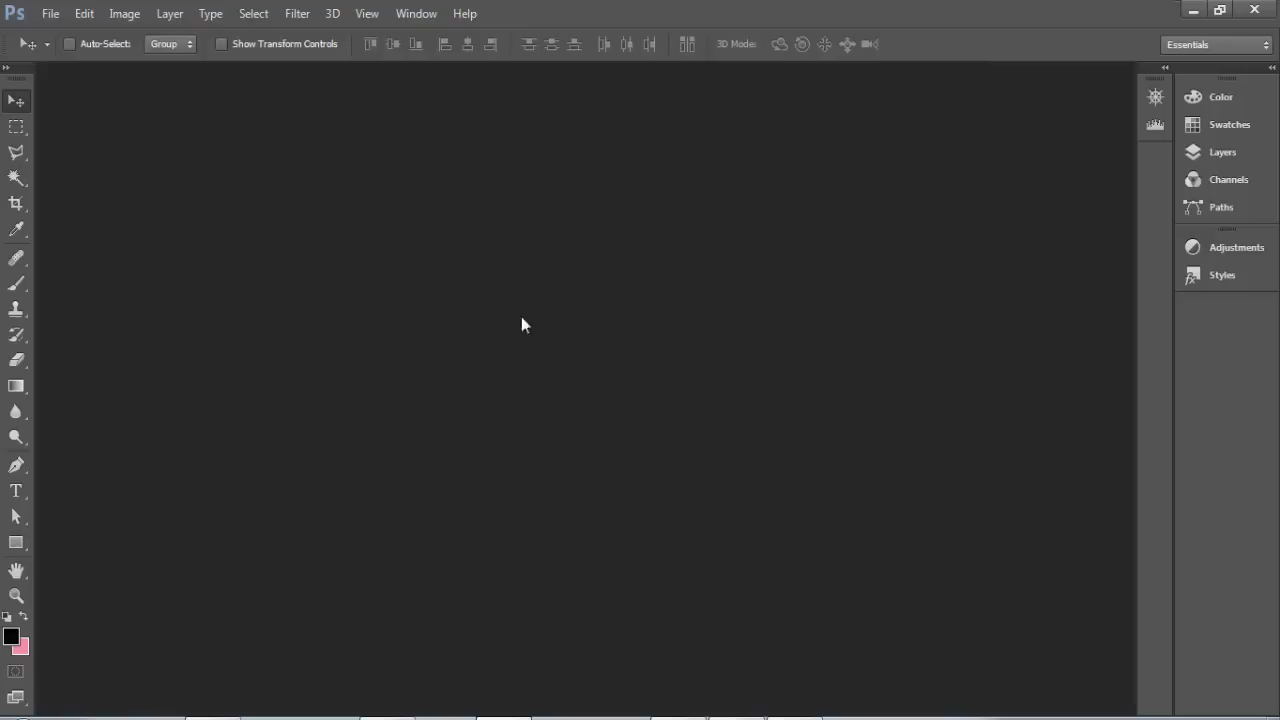 Ps File Edit Image Layer Type Select Filter 3D View Window Help
Auto-Select: Group Show Transform Controls 3D Mode: Essentials
Color
Swatches
Layers
Channels
Paths
Adjustments
Styles
T